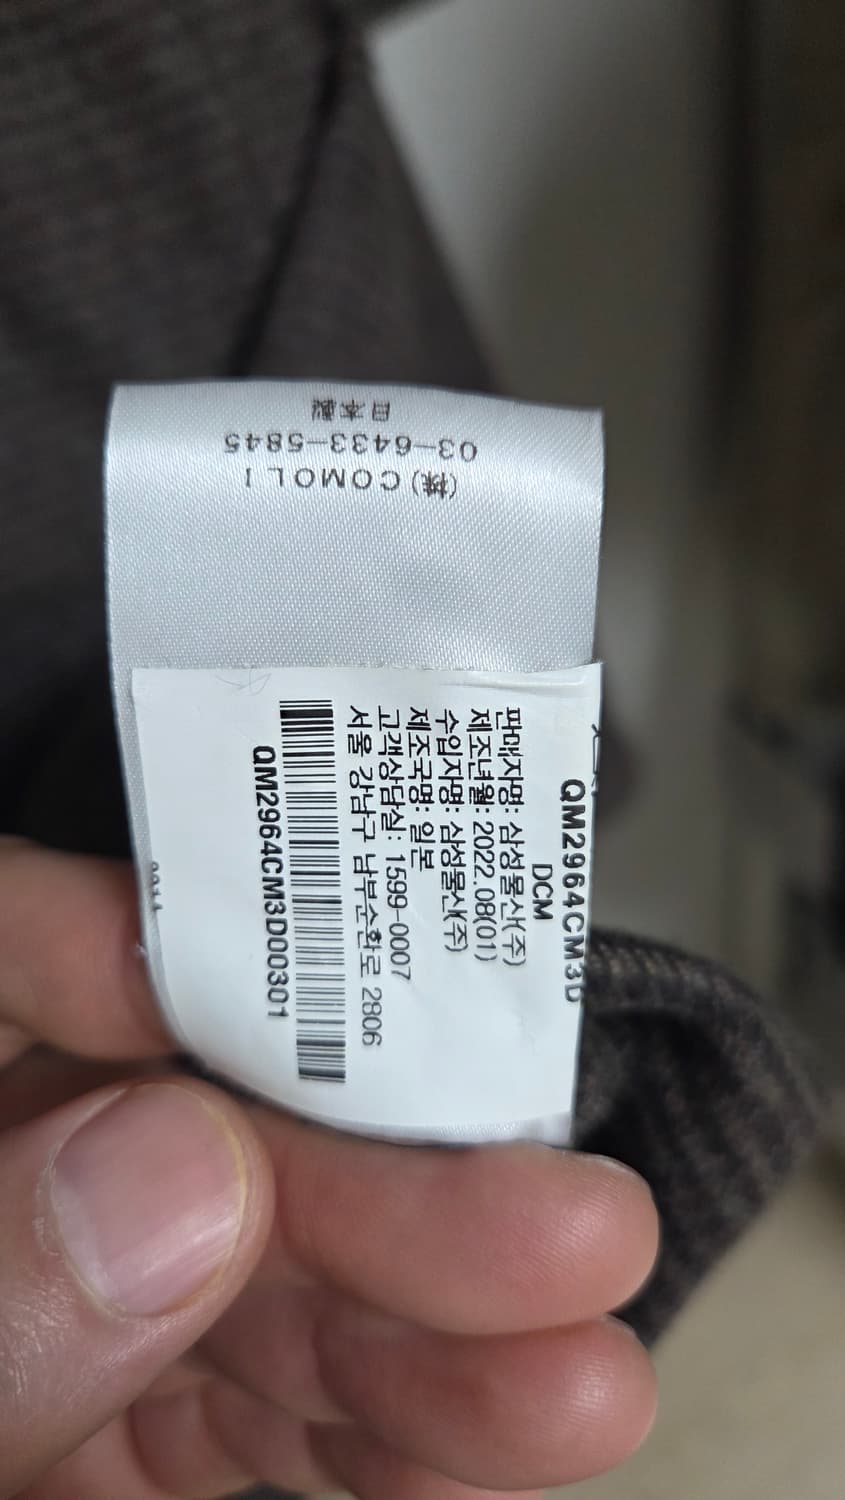 (株)COMOLI
03-6433-5845
日本製
QM2964CM3D
DCM
판매자명: 삼성물산(주)
제조년월: 2022.08(01)
수입자명: 삼성물산(주)
제조국명: 일본
고객상담실: 1599-0007
서울 강남구 남부순환로 2806
QM2964CM3D00301